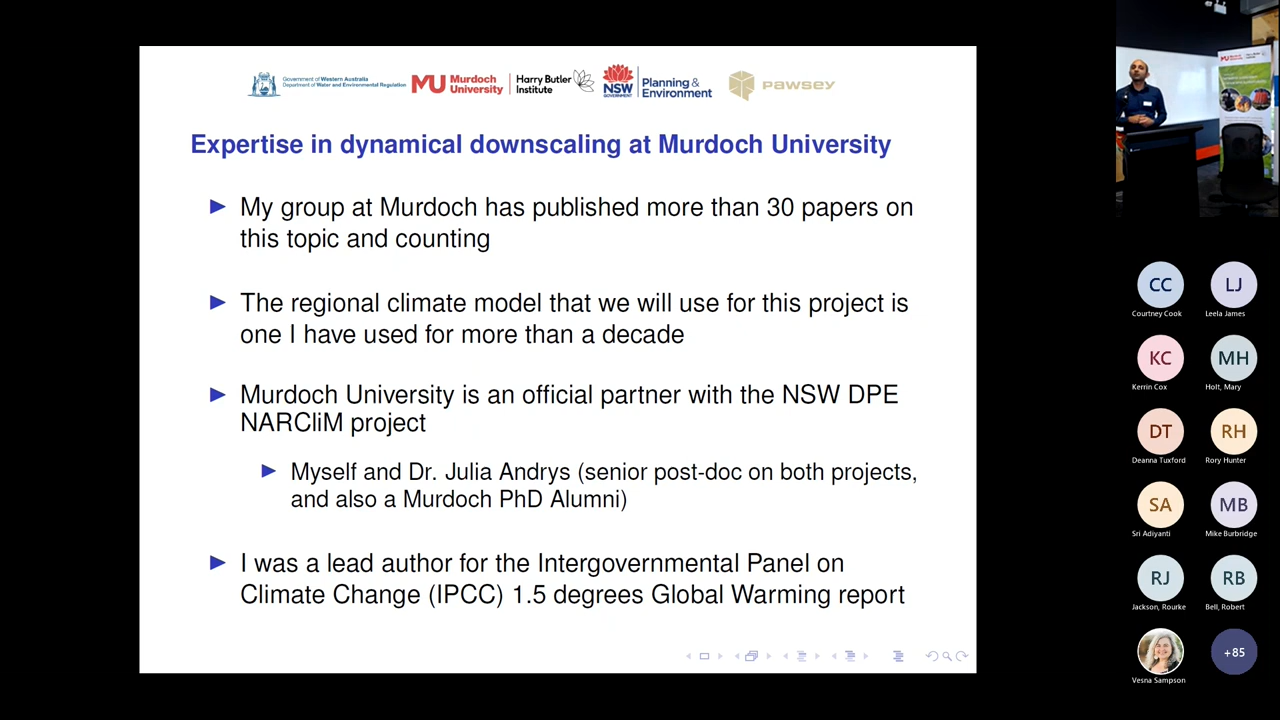 Government of Western Australia
Department of Water and Environmental Regulation
MU Murdoch University
Harry Butler Institute
NSW GOVERNMENT
Planning & Environment
PAWSEY
Expertise in dynamical downscaling at Murdoch University
My group at Murdoch has published more than 30 papers on
this topic and counting
The regional climate model that we will use for this project is
one I have used for more than a decade
Murdoch University is an official partner with the NSW DPE
NARCliM project
Myself and Dr. Julia Andrys (senior post-doc on both projects,
and also a Murdoch PhD Alumni)
I was a lead author for the Intergovernmental Panel on
Climate Change (IPCC) 1.5 degrees Global Warming report
CC
LJ
Courtney Cook
Leela James
KC
MH
Kerrin Cox
Holt, Mary
DT
RH
Deanna Tuxford
Rory Hunter
SA
MB
Sri Adiyanti
Mike Burbridge
RJ
RB
Jackson, Rourke
Bell, Robert
+85
Vesna Sampson